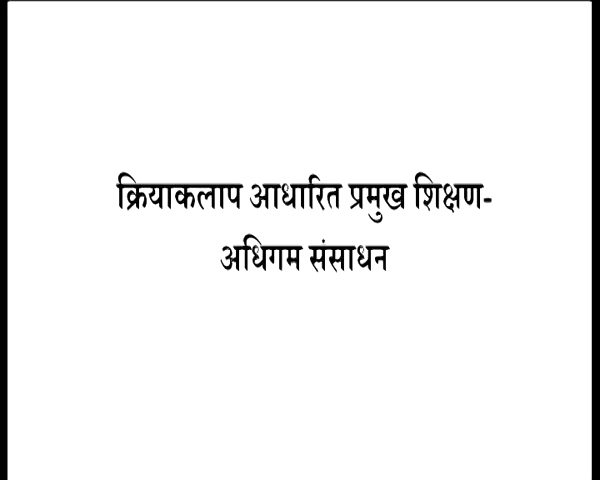 क्रियाकलाप आधारित प्रमुख शिक्षण-
अधिगम संसाधन